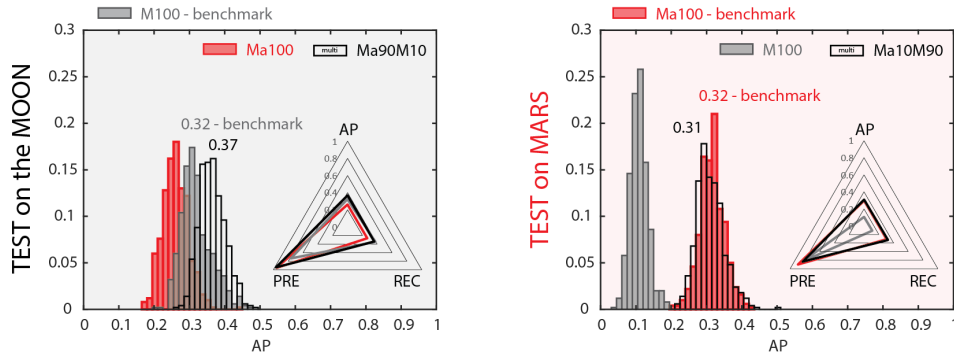 M100 - benchmark
Ma100
multi
Ma90M10
TEST on the MOON
0.3
0.25
0.2
0.15
0.1
0.05
0
0.32 - benchmark
0.37
AP
1
0.8
0.6
0.4
0.2
0
PRE
REC
0 0.1 0.2 0.3 0.4 0.5 0.6 0.7 0.8 0.9 1
AP
Ma100 - benchmark
M100
multi
Ma10M90
TEST on MARS
0.3
0.25
0.2
0.15
0.1
0.05
0
0.32 - benchmark
0.31
AP
1
0.8
0.6
0.4
0.2
0
PRE
REC
0 0.1 0.2 0.3 0.4 0.5 0.6 0.7 0.8 0.9 1
AP